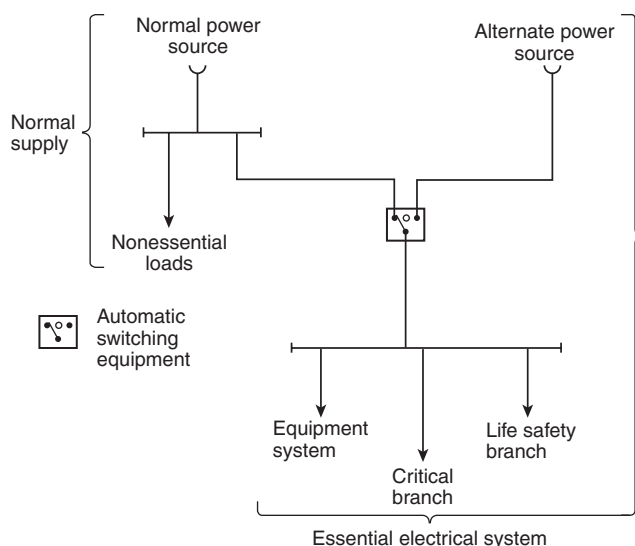 Normal power
source
Alternate power
source
Normal
supply
Nonessential
loads
Automatic
switching
equipment
Equipment
system
Life safety
branch
Critical
branch
Essential electrical system